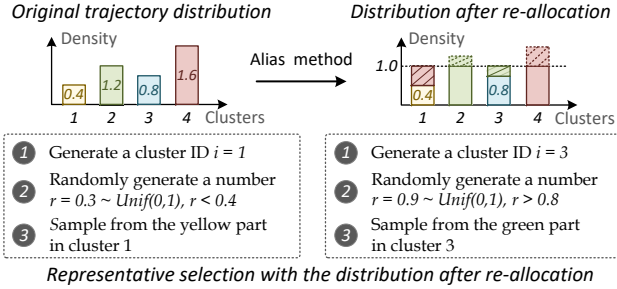 Original trajectory distribution
Distribution after re-allocation
Density
0.4
1.2
0.8
1.6
1 2 3 4 Clusters
Alias method
Density
1.0
0.4
0.8
1 2 3 4 Clusters
1 Generate a cluster ID i = 1
2 Randomly generate a number
r = 0.3 ~ Unif(0,1), r < 0.4
3 Sample from the yellow part
in cluster 1
1 Generate a cluster ID i = 3
2 Randomly generate a number
r = 0.9 ~ Unif(0,1), r > 0.8
3 Sample from the green part
in cluster 3
Representative selection with the distribution after re-allocation